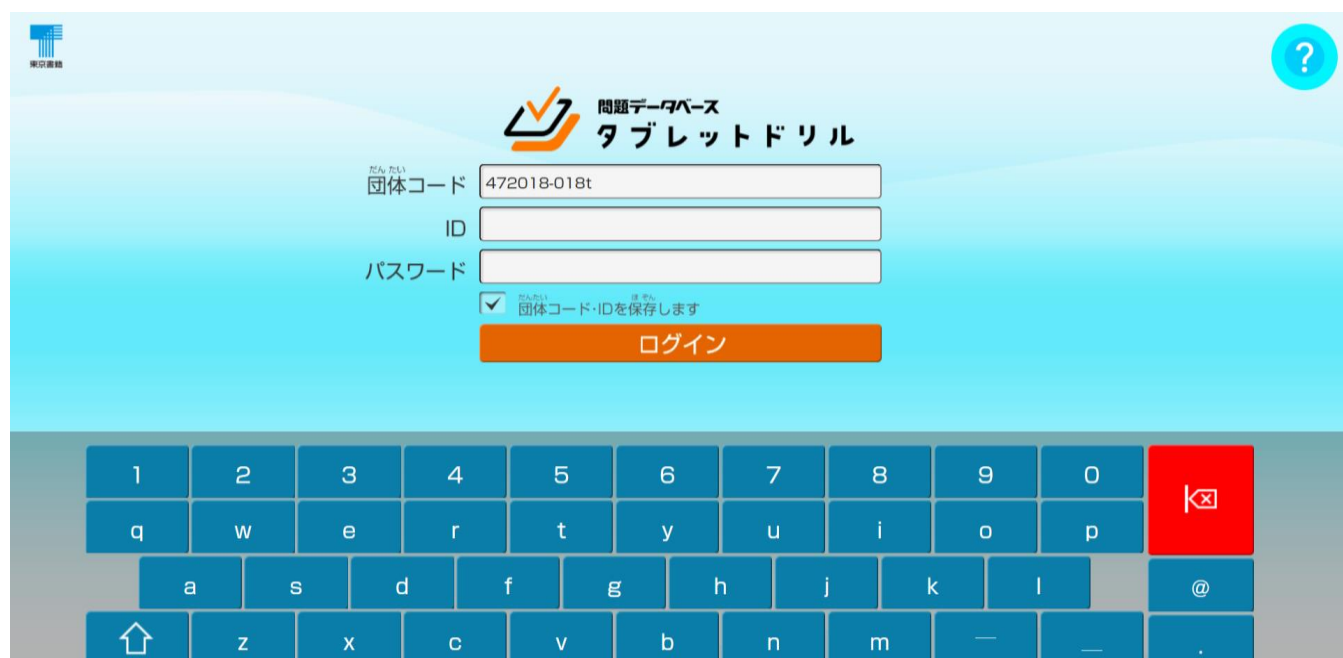 東京書籍
?
問題データベース
タブレットドリル
だんたい
団体コード 472018-018t
ID
パスワード
だんたい ほぞん
団体コード・IDを保存します
ログイン
1 2 3 4 5 6 7 8 9 0
q w e r t y u i o p
a s d f g h j k l @
z x c v b n m － _ .